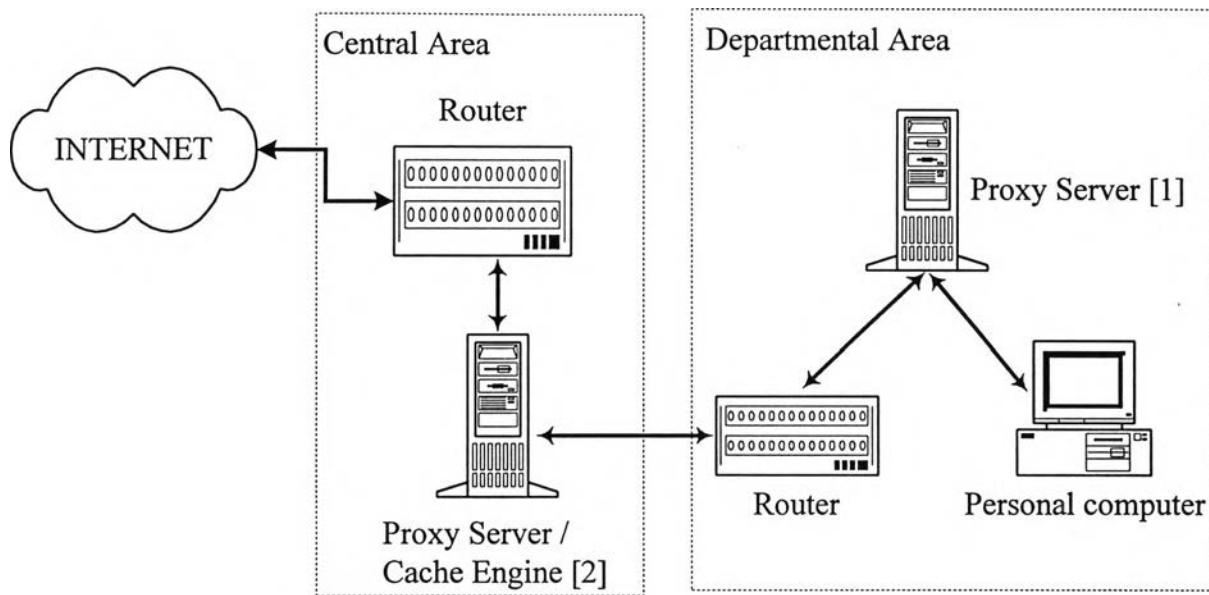 INTERNET
Central Area
Router
Proxy Server /
Cache Engine [2]
Departmental Area
Proxy Server [1]
Router
Personal computer